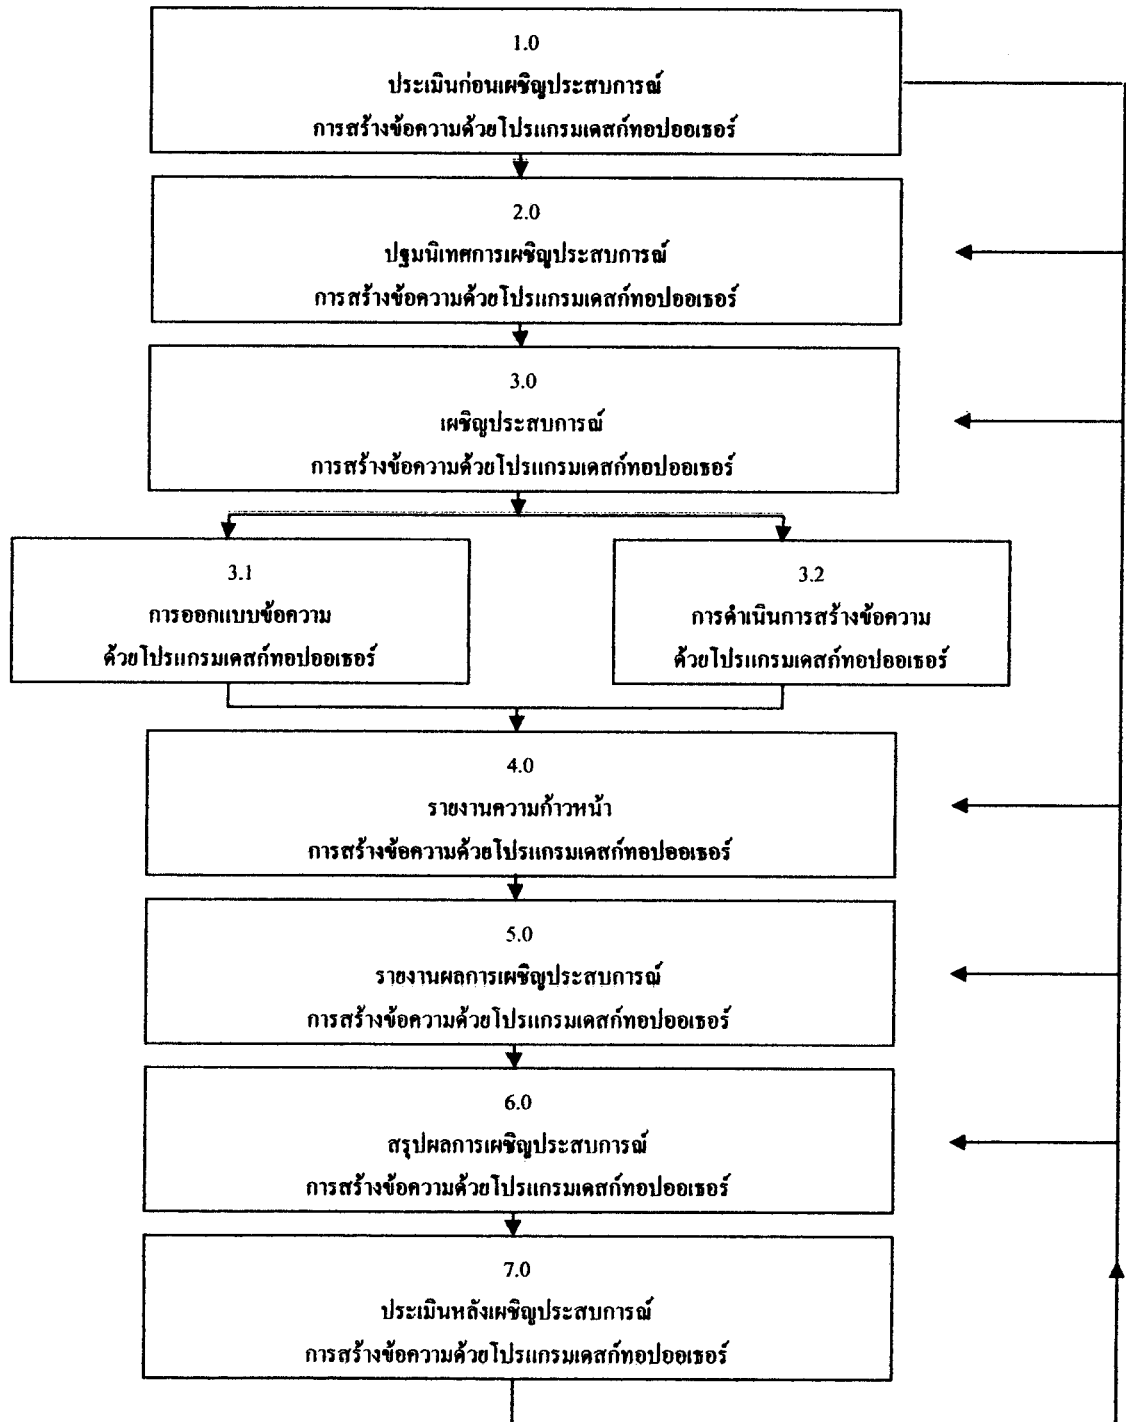 1.0
ประเมินก่อนเผชิญประสบการณ์
การสร้างข้อความด้วยโปรแกรมเดสก์ทอปออเธอร์
2.0
ปฐมนิเทศการเผชิญประสบการณ์
การสร้างข้อความด้วยโปรแกรมเดสก์ทอปออเธอร์
3.0
เผชิญประสบการณ์
การสร้างข้อความด้วยโปรแกรมเดสก์ทอปออเธอร์
3.1
การออกแบบข้อความ
ด้วยโปรแกรมเดสก์ทอปออเธอร์
3.2
การดำเนินการสร้างข้อความ
ด้วยโปรแกรมเดสก์ทอปออเธอร์
4.0
รายงานความก้าวหน้า
การสร้างข้อความด้วยโปรแกรมเดสก์ทอปออเธอร์
5.0
รายงานผลการเผชิญประสบการณ์
การสร้างข้อความด้วยโปรแกรมเดสก์ทอปออเธอร์
6.0
สรุปผลการเผชิญประสบการณ์
การสร้างข้อความด้วยโปรแกรมเดสก์ทอปออเธอร์
7.0
ประเมินหลังเผชิญประสบการณ์
การสร้างข้อความด้วยโปรแกรมเดสก์ทอปออเธอร์